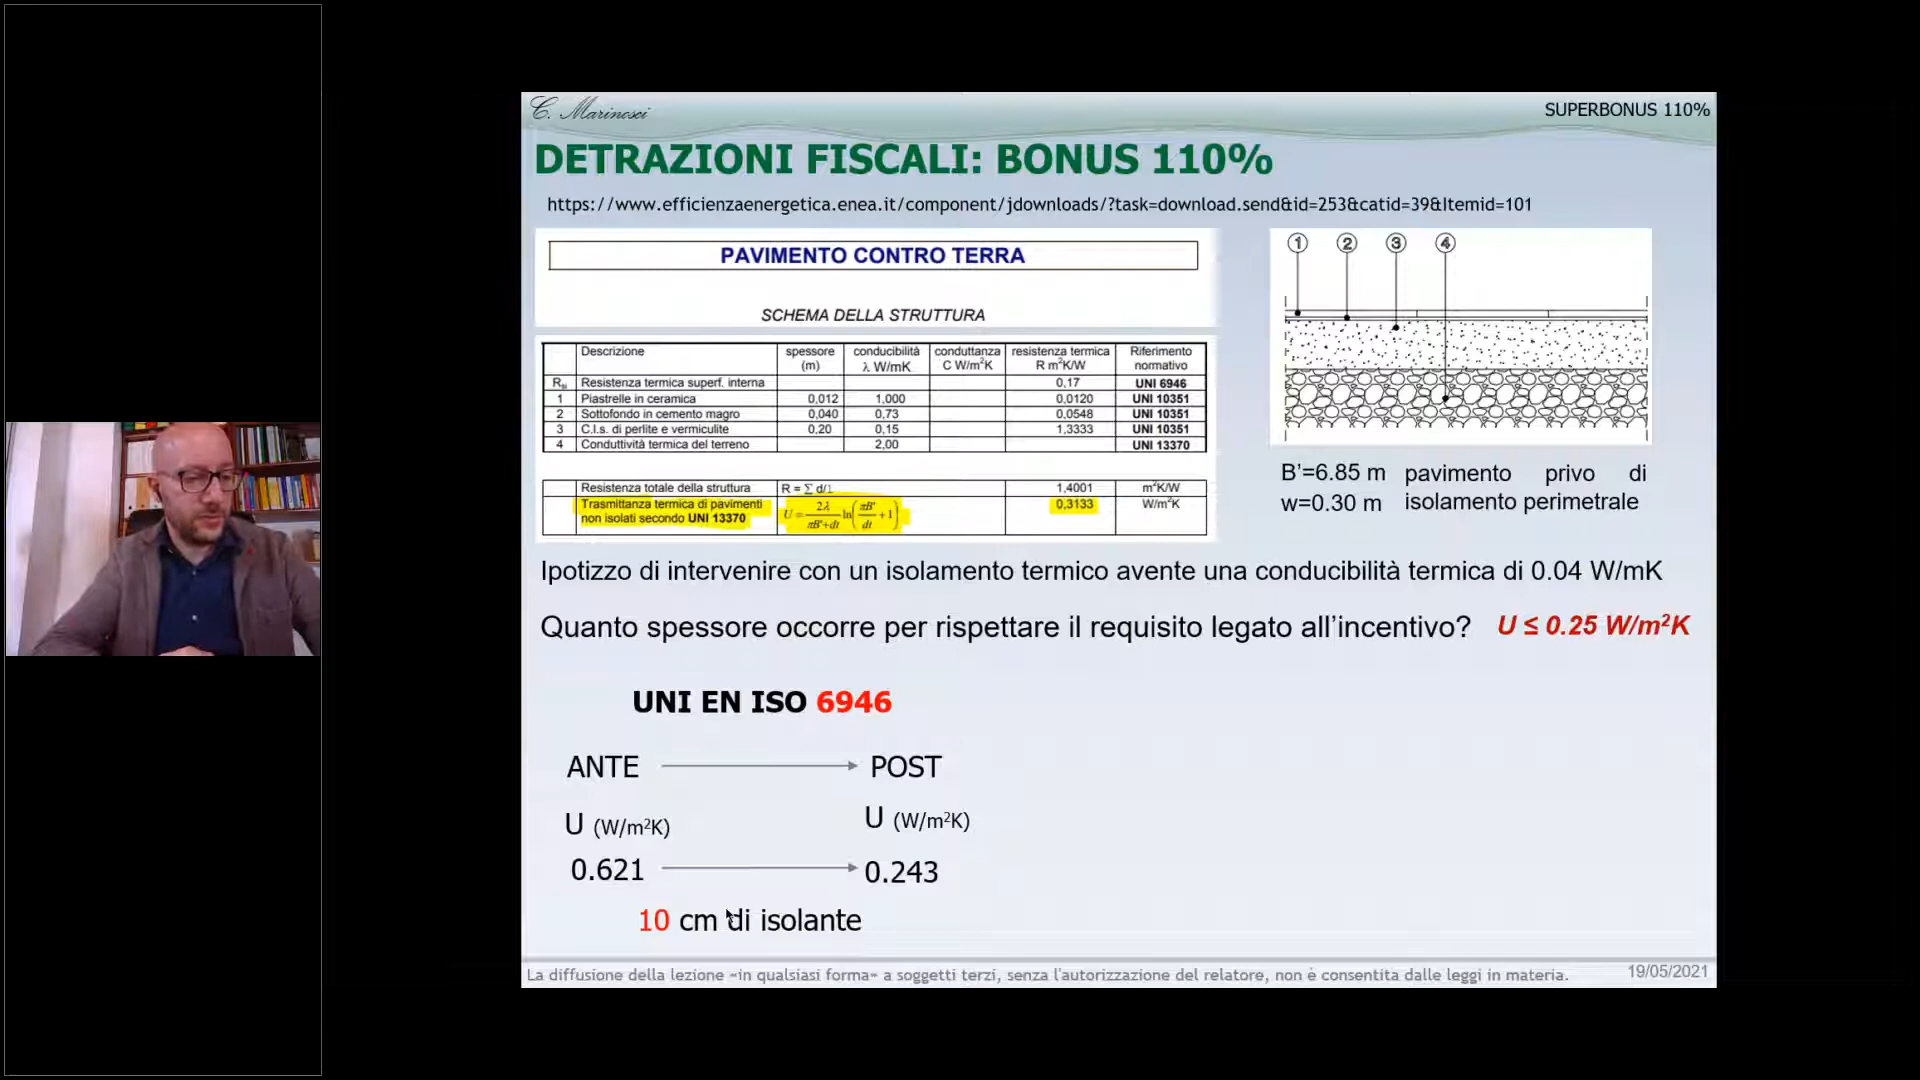 C. Marinosci
SUPERBONUS 110%
DETRAZIONI FISCALI: BONUS 110%
https://www.efficienzaenergetica.enea.it/component/jdownloads/?task=download.send&id=253&catid=39&Itemid=101
PAVIMENTO CONTRO TERRA
SCHEMA DELLA STRUTTURA
Descrizione spessore (m) conducibilità λ W/mK conduttanza C W/m²K resistenza termica R m²K/W Riferimento normativo
Rsi Resistenza termica superf. interna 0,17 UNI 6946
1 Piastrelle in ceramica 0,012 1,000 0,0120 UNI 10351
2 Sottofondo in cemento magro 0,040 0,73 0,0548 UNI 10351
3 C.l.s. di perlite e vermiculite 0,20 0,15 1,3333 UNI 10351
4 Conduttività termica del terreno 2,00 UNI 13370
Resistenza totale della struttura R = ∑ d/λ 1,4001 m²K/W
Trasmittanza termica di pavimenti non isolati secondo UNI 13370 U = 2λ/(πB'+dt) ln(πB'/dt +1) 0,3133 W/m²K
1 2 3 4
B’=6.85 m pavimento privo di
w=0.30 m isolamento perimetrale
Ipotizzo di intervenire con un isolamento termico avente una conducibilità termica di 0.04 W/mK
Quanto spessore occorre per rispettare il requisito legato all’incentivo? U ≤ 0.25 W/m²K
UNI EN ISO 6946
ANTE POST
U (W/m²K) U (W/m²K)
0.621 0.243
10 cm di isolante
La diffusione della lezione «in qualsiasi forma» a soggetti terzi, senza l'autorizzazione del relatore, non è consentita dalle leggi in materia.
19/05/2021